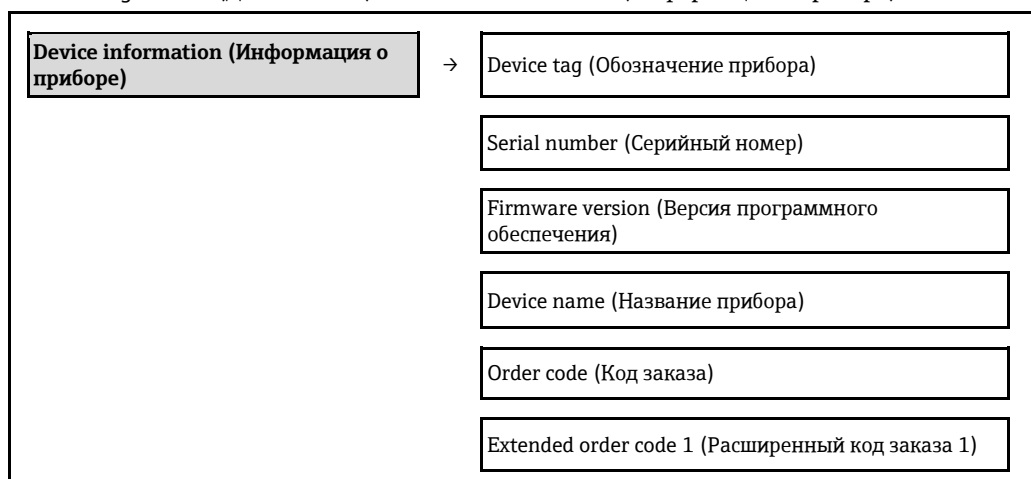 Device information (Информация о
приборе)
→ Device tag (Обозначение прибора)
Serial number (Серийный номер)
Firmware version (Версия программного
обеспечения)
Device name (Название прибора)
Order code (Код заказа)
Extended order code 1 (Расширенный код заказа 1)